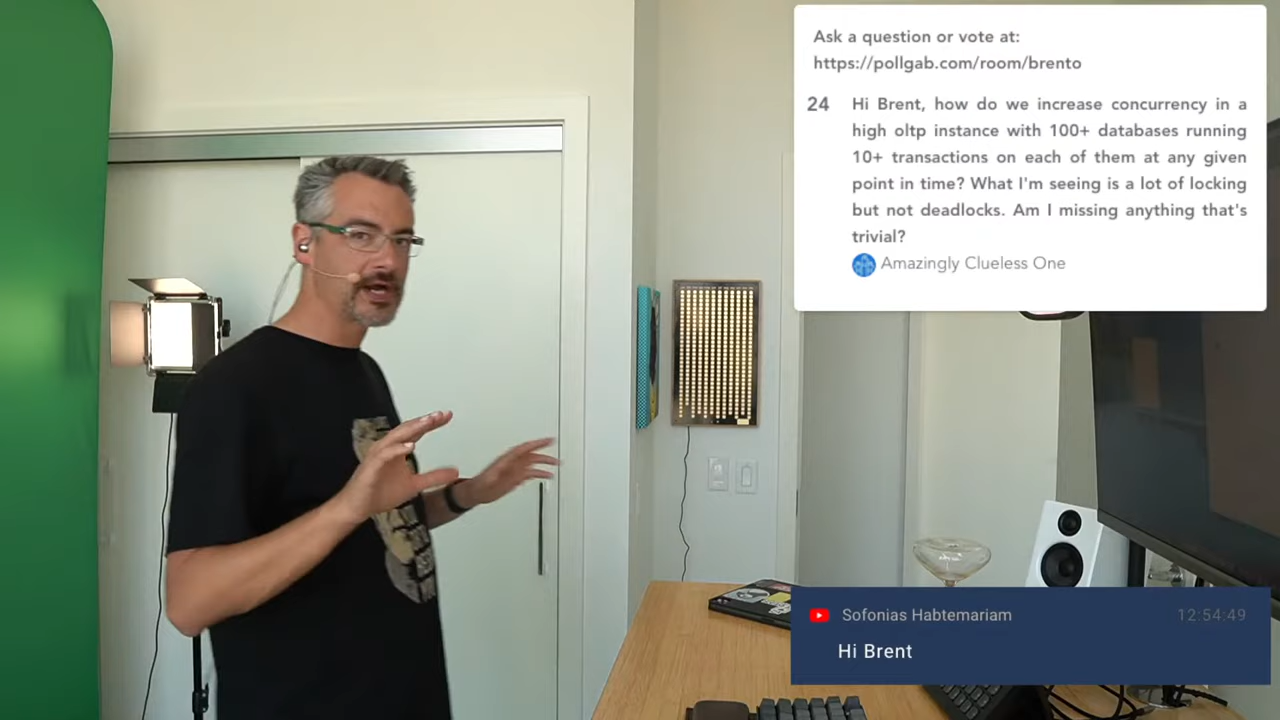 Ask a question or vote at:
https://pollgab.com/room/brento
24
Hi Brent, how do we increase concurrency in a
high oltp instance with 100+ databases running
10+ transactions on each of them at any given
point in time? What I'm seeing is a lot of locking
but not deadlocks. Am I missing anything that's
trivial?
Amazingly Clueless One
Sofonias Habtemariam
12:54:49
Hi Brent